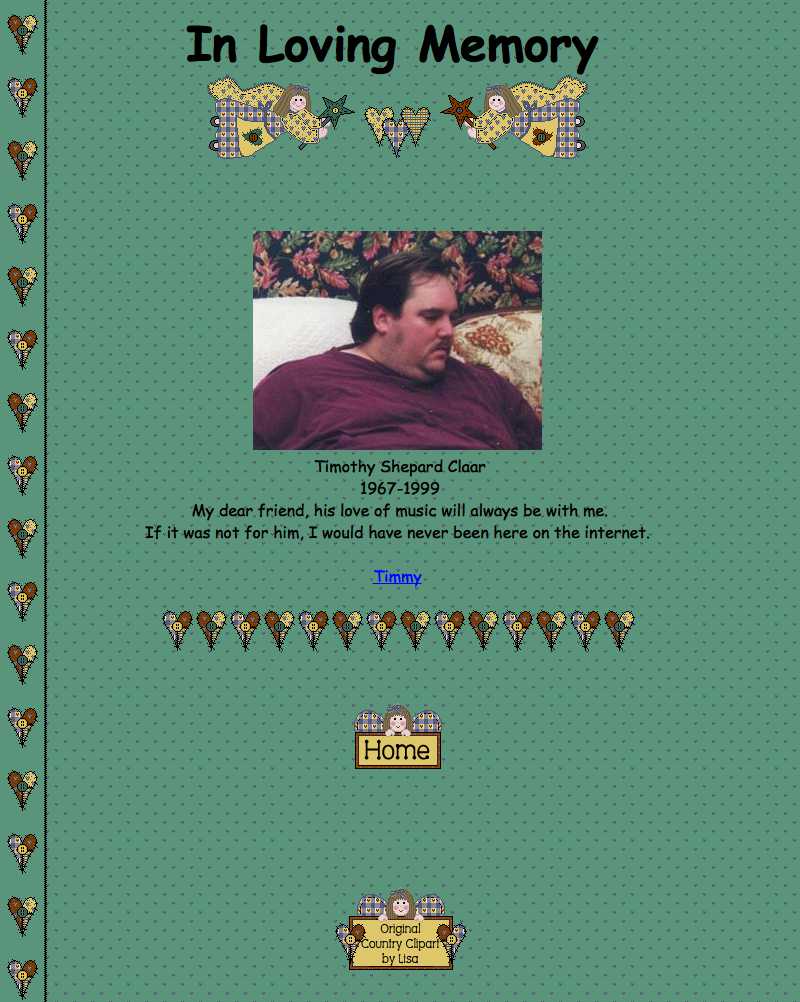 In Loving Memory
Timothy Shepard Claar
1967-1999
My dear friend, his love of music will always be with me.
If it was not for him, I would have never been here on the internet.
Timmy
Home
Original
Country Clipart
by Lisa